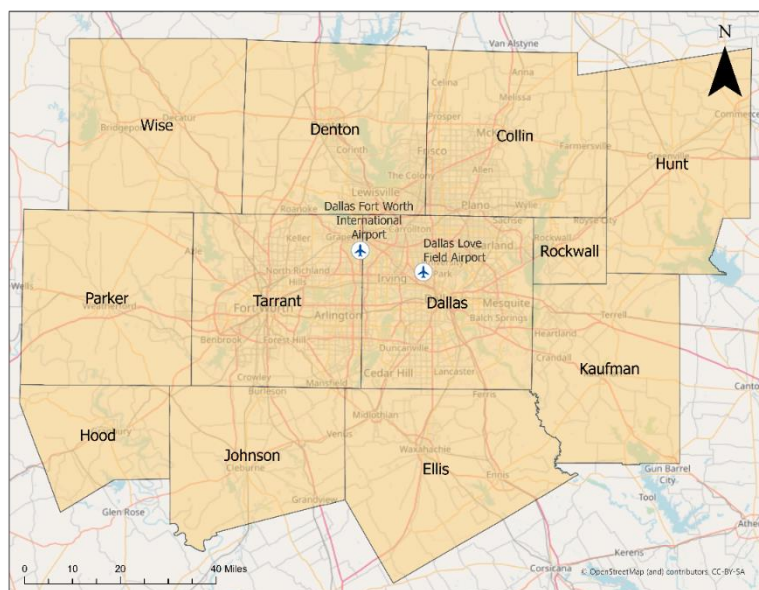 Van Alstyne
N
Celina
Anna
Melissa
Decatur
Bridgeport
Wise
Denton
Prosper
Collin
Commerce
Corinth
Frisco
Allen
Farmersville
Greenville
Hunt
The Colony
Lewisville
Plano
Wylie
Roanoke
Sachse
Royse City
Dallas Fort Worth
International
Airport
Carrollton
Keller
Dallas Love
Field Airport
Rockwall
Rockwall
Azle
North Richland
Hills
Irving
Park
Parker
Weatherford
Tarrant
Fort Worth
Arlington
Dallas
Mesquite
Terrell
Balch Springs
Heartland
Benbrook
Forest Hill
Duncanville
Crandall
Kaufman
Crowley
Mansfield
Cedar Hill
Lancaster
Burleson
Ferris
Midlothian
Hood
Johnson
Cleburne
Venus
Waxahachie
Ellis
Ennis
Gun Barrel
City
Tool
Grandview
Glen Rose
Kerens
Corsicana
0 10 20 40 Miles
© OpenStreetMap (and) contributors, CC-BY-SA